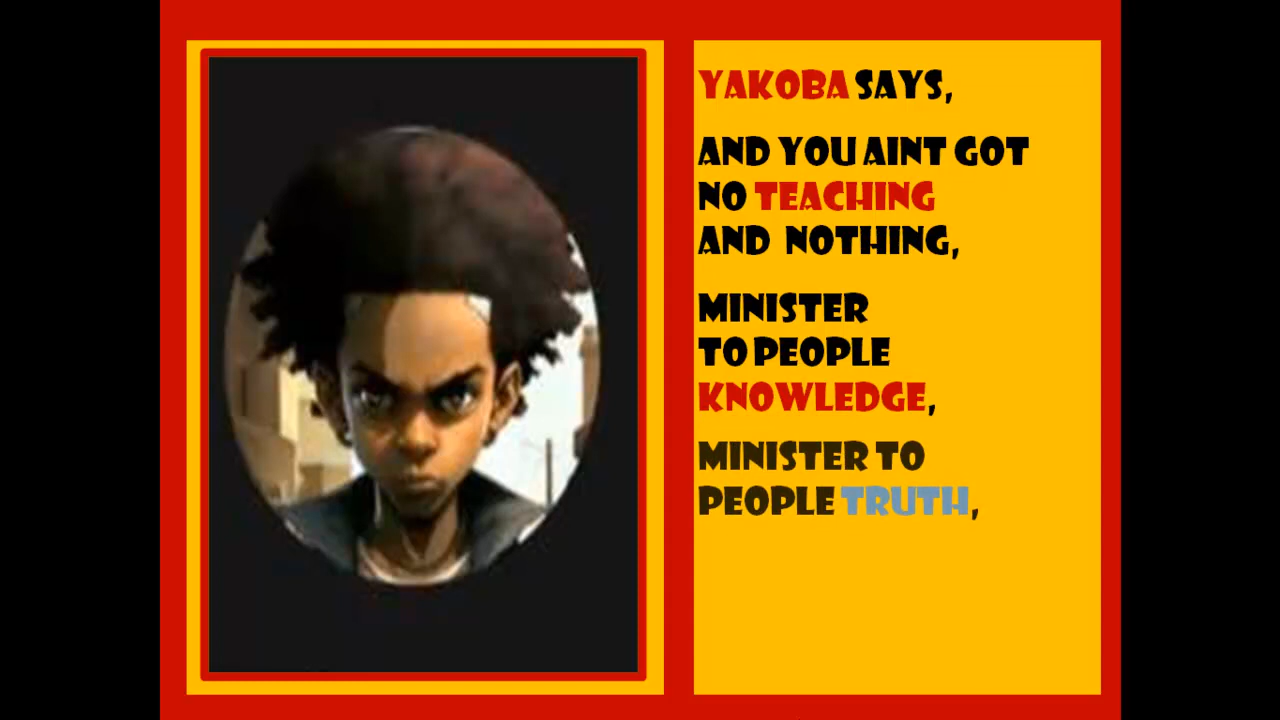 YAKOBA SAYS,
AND YOU AINT GOT
NO TEACHING
AND NOTHING,
MINISTER
TO PEOPLE
KNOWLEDGE,
MINISTER TO
PEOPLE TRUTH,